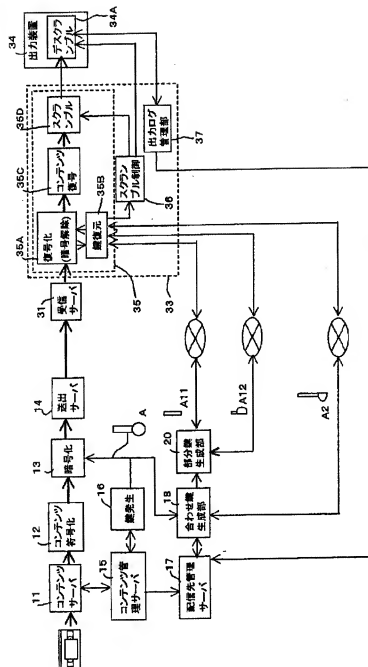 34
34A
出力装置
デスクランブル
35D
スクランブル
37
出力ログ
管理部
35C
コンテンツ
復号
36
スクランブル制御
35A
復号化
(暗号解除)
35B
鍵復元
35
33
31
受信
サーバ
14
送出
サーバ
13
暗号化
A
A11
A12
A2
12
コンテンツ
符号化
16
鍵発生
20
部分鍵
生成部
18
合わせ鍵
生成部
11
コンテンツ
サーバ
15
コンテンツ管
理サーバ
17
配信先管理
サーバ